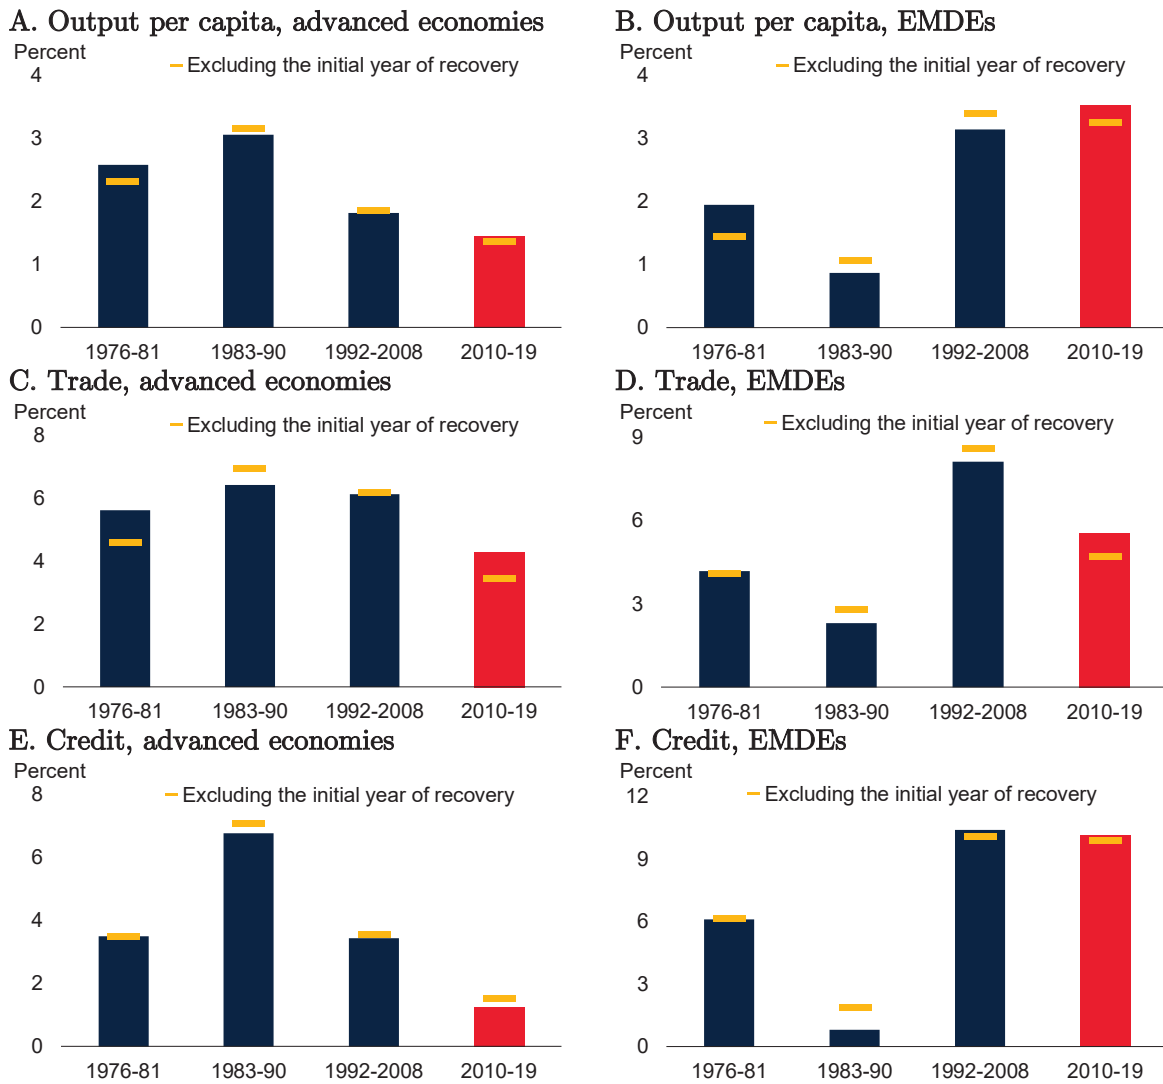 A. Output per capita, advanced economies
Percent
Excluding the initial year of recovery
4
3
2
1
0
1976-81 1983-90 1992-2008 2010-19
B. Output per capita, EMDEs
Percent
Excluding the initial year of recovery
4
3
2
1
0
1976-81 1983-90 1992-2008 2010-19
C. Trade, advanced economies
Percent
Excluding the initial year of recovery
8
6
4
2
0
1976-81 1983-90 1992-2008 2010-19
D. Trade, EMDEs
Percent
Excluding the initial year of recovery
9
6
3
0
1976-81 1983-90 1992-2008 2010-19
E. Credit, advanced economies
Percent
Excluding the initial year of recovery
8
6
4
2
0
1976-81 1983-90 1992-2008 2010-19
F. Credit, EMDEs
Percent
Excluding the initial year of recovery
12
9
6
3
0
1976-81 1983-90 1992-2008 2010-19